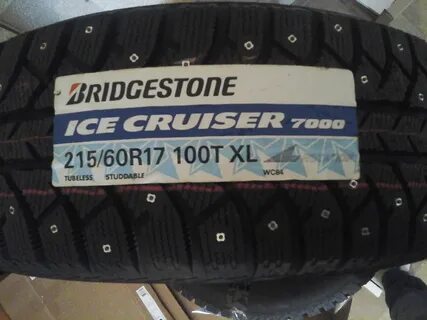 BRIDGESTONE
ICE CRUISER 7000
215/60R17 100T XL
TUBELESS STUDDABLE WC84